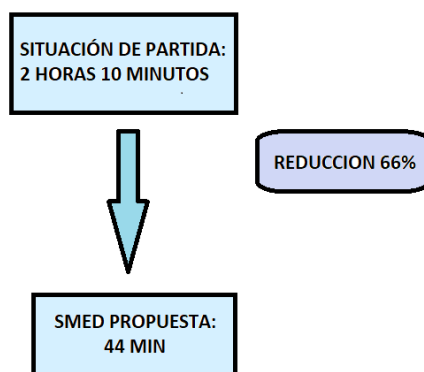 SITUACIÓN DE PARTIDA:
2 HORAS 10 MINUTOS
REDUCCION 66%
SMED PROPUESTA:
44 MIN